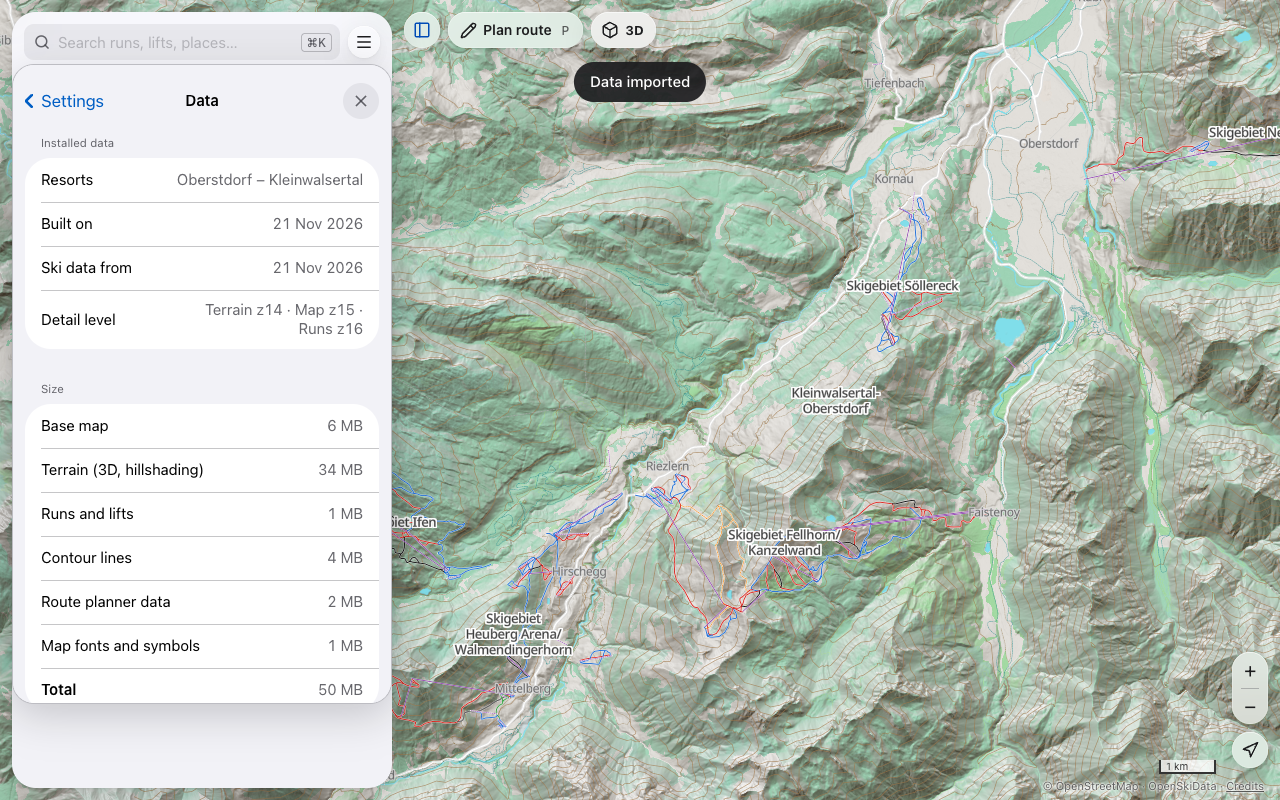 Search runs, lifts, places...
⌘K
Plan route P
3D
Data imported
Settings
Data
Installed data
Resorts Oberstdorf – Kleinwalsertal
Built on 21 Nov 2026
Ski data from 21 Nov 2026
Detail level Terrain z14 · Map z15 ·
Runs z16
Size
Base map 6 MB
Terrain (3D, hillshading) 34 MB
Runs and lifts 1 MB
Contour lines 4 MB
Route planner data 2 MB
Map fonts and symbols 1 MB
Total 50 MB
Tiefenbach
Oberstdorf
Skigebiet Ne
Kornau
Skigebiet Söllereck
Kleinwalsertal-
Oberstdorf
Riezlern
biet Ifen
Faistenoy
Skigebiet Fellhorn/
Kanzelwand
Hirschegg
Skigebiet
Heuberg Arena/
Walmendingerhorn
Mittelberg
+
−
1 km
© OpenStreetMap · OpenSkiData · Credits